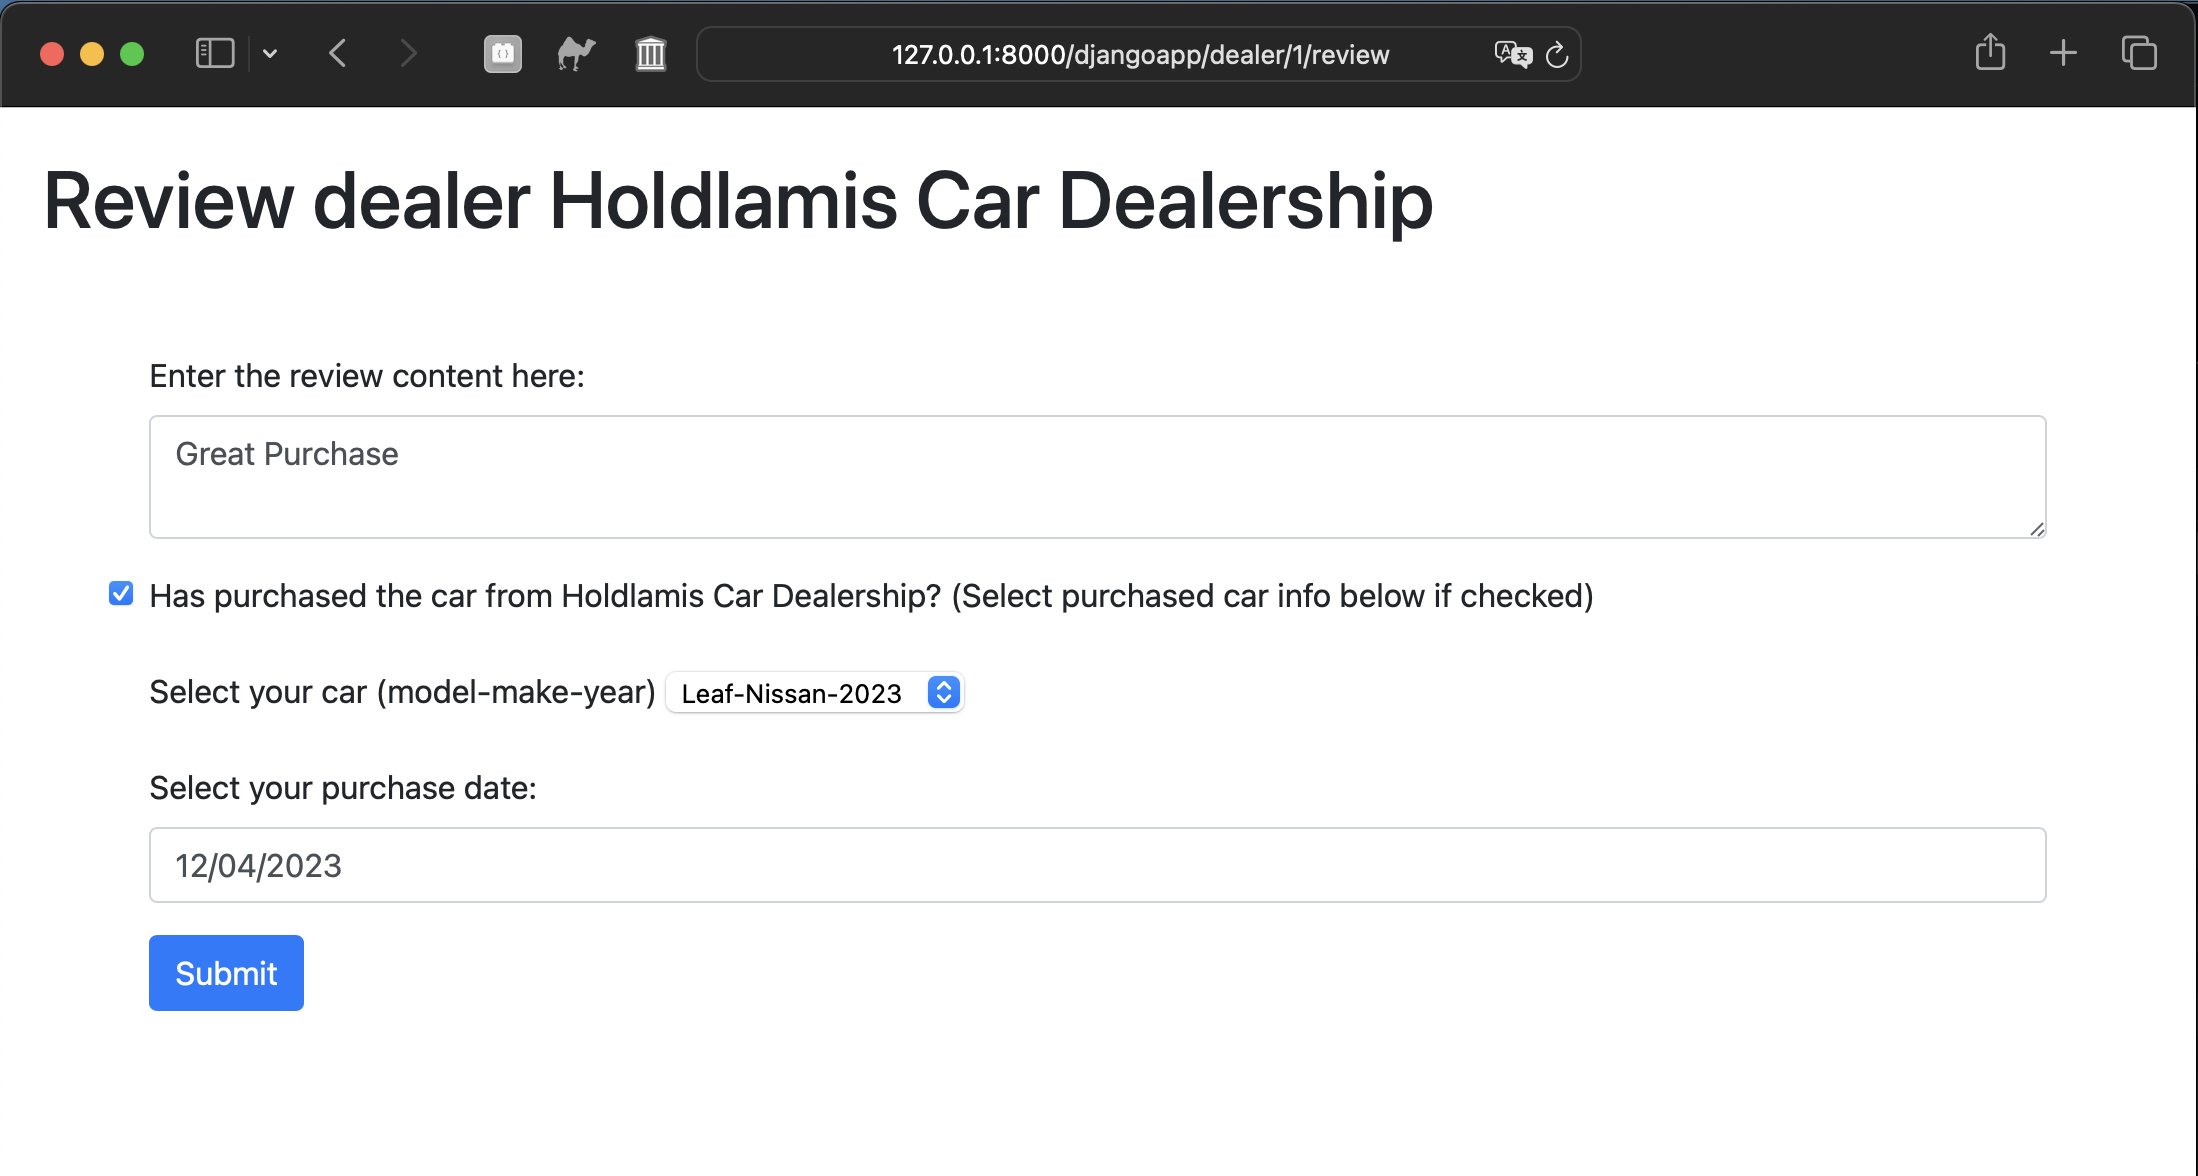 127.0.0.1:8000/djangoapp/dealer/1/review
Review dealer Holdlamis Car Dealership
Enter the review content here:
Great Purchase
Has purchased the car from Holdlamis Car Dealership? (Select purchased car info below if checked)
Select your car (model-make-year) Leaf-Nissan-2023
Select your purchase date:
12/04/2023
Submit